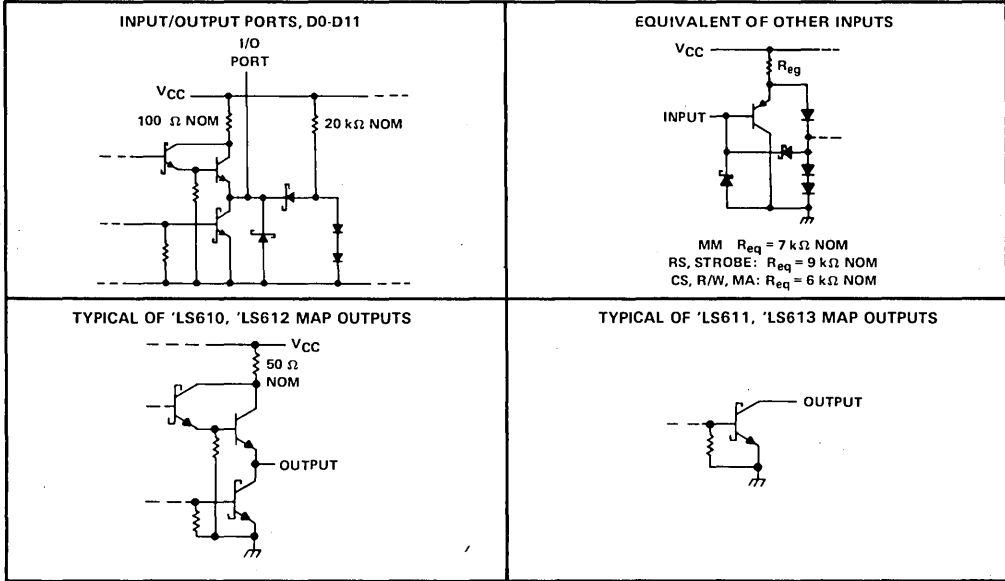 INPUT/OUTPUT PORTS, D0-D11
I/O
PORT
VCC
100 Ω NOM
20 kΩ NOM
EQUIVALENT OF OTHER INPUTS
VCC
Reg
INPUT
MM Req = 7 kΩ NOM
RS, STROBE: Req = 9 kΩ NOM
CS, R/W, MA: Req = 6 kΩ NOM
TYPICAL OF 'LS610, 'LS612 MAP OUTPUTS
VCC
50 Ω
NOM
OUTPUT
TYPICAL OF 'LS611, 'LS613 MAP OUTPUTS
OUTPUT